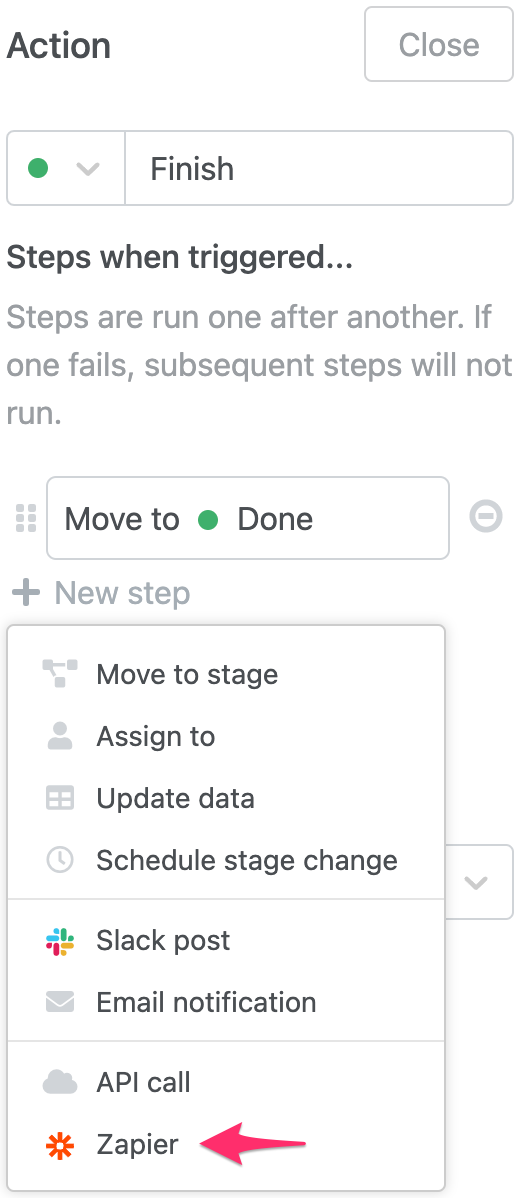 Action
Close
Finish
Steps when triggered...
Steps are run one after another. If
one fails, subsequent steps will not
run.
Move to Done
New step
Move to stage
Assign to
Update data
Schedule stage change
Slack post
Email notification
API call
Zapier